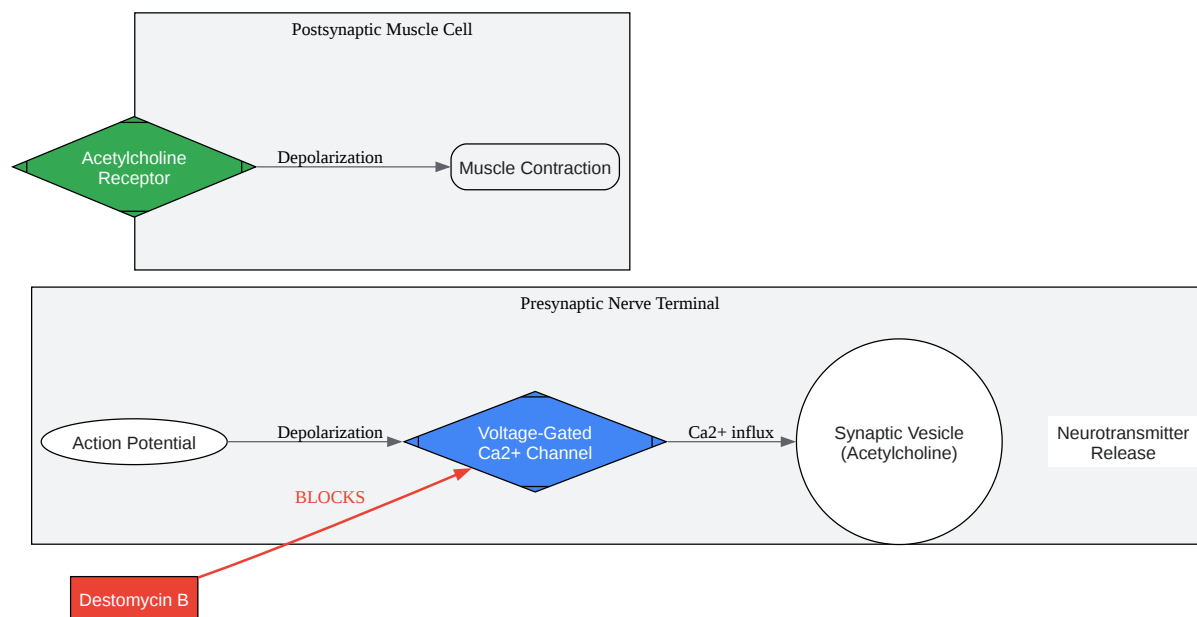 Postsynaptic Muscle Cell
Acetylcholine
Receptor
Depolarization
Muscle Contraction
Presynaptic Nerve Terminal
Action Potential
Depolarization
Voltage-Gated
Ca2+ Channel
Ca2+ influx
Synaptic Vesicle
(Acetylcholine)
Neurotransmitter
Release
BLOCKS
Destomycin B